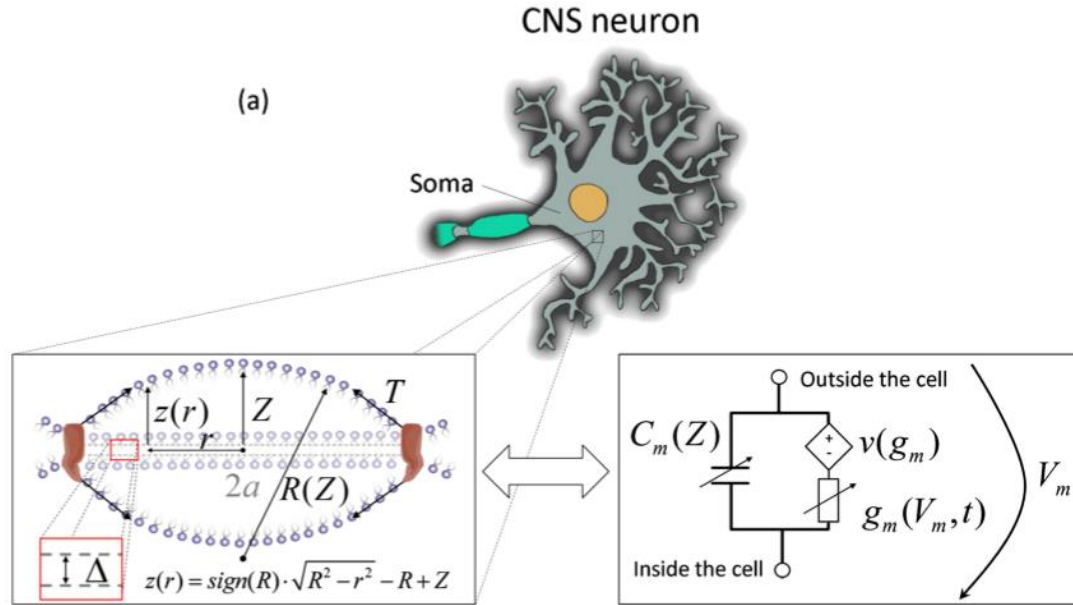 CNS neuron
(a)
Soma
T
z(r)
Z
r
2a
R(Z)
Δ
z(r) = sign(R) · √R² − r² − R + Z
Outside the cell
C_m(Z)
v(g_m)
+
-
V_m
g_m(V_m, t)
Inside the cell